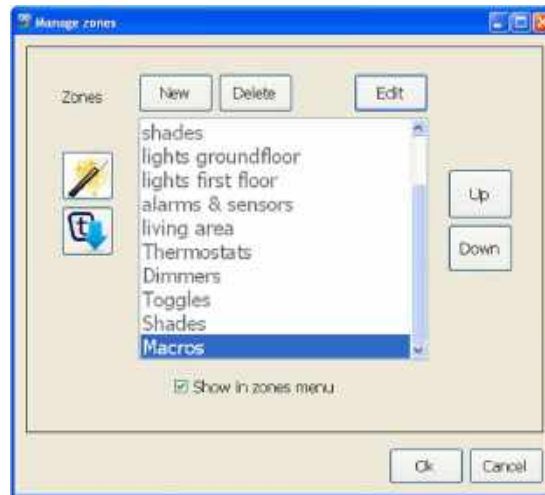 Manage zones
Zones New Delete Edit
shades
lights groundfloor
lights first floor
alarms & sensors
living area
Thermostats
Dimmers
Toggles
Shades
Macros
Up
Down
Show in zones menu
Ok Cancel